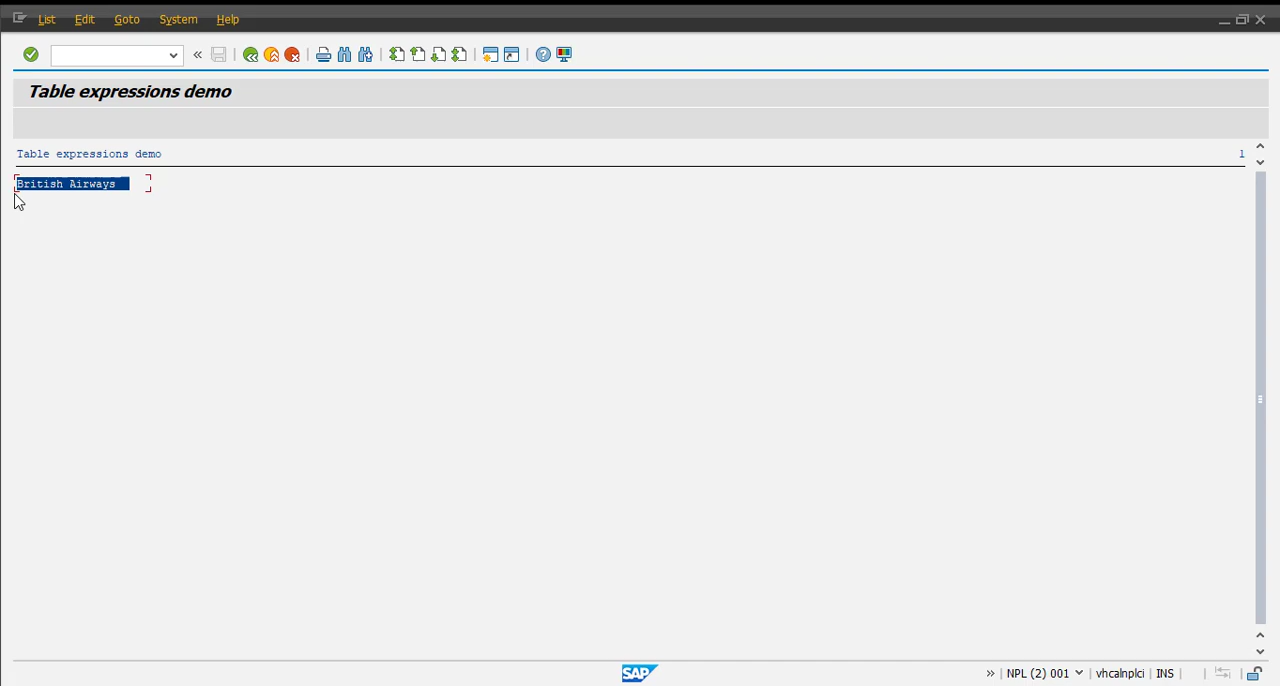 List Edit Goto System Help
Table expressions demo
Table expressions demo 1
British Airways
SAP
NPL (2) 001 vhcalnplci INS